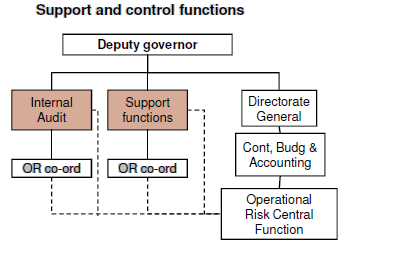 Support and control functions
Deputy governor
Internal
Audit
Support
functions
Directorate
General
Cont, Budg &
Accounting
OR co-ord
OR co-ord
Operational
Risk Central
Function